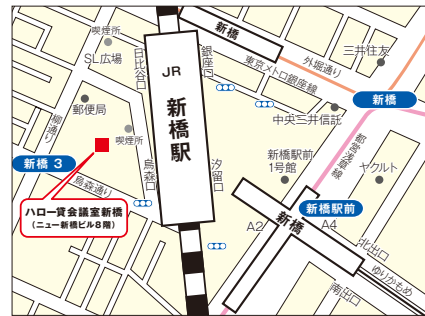 喫煙所
SL広場
日比谷口
銀座口
新橋
外堀通り
東京メトロ銀座線
三井住友
JR
新橋駅
新橋
郵便局
喫煙所
柳通り
新橋 3
烏森通り
烏森口
汐留口
中央三井信託
都営浅草線
新橋駅前
1号館
ヤクルト
ハロー貸会議室新橋
(ニュー新橋ビル8階)
新橋駅前
新橋
A2
A4
北出口
ゆりかもめ
南出口